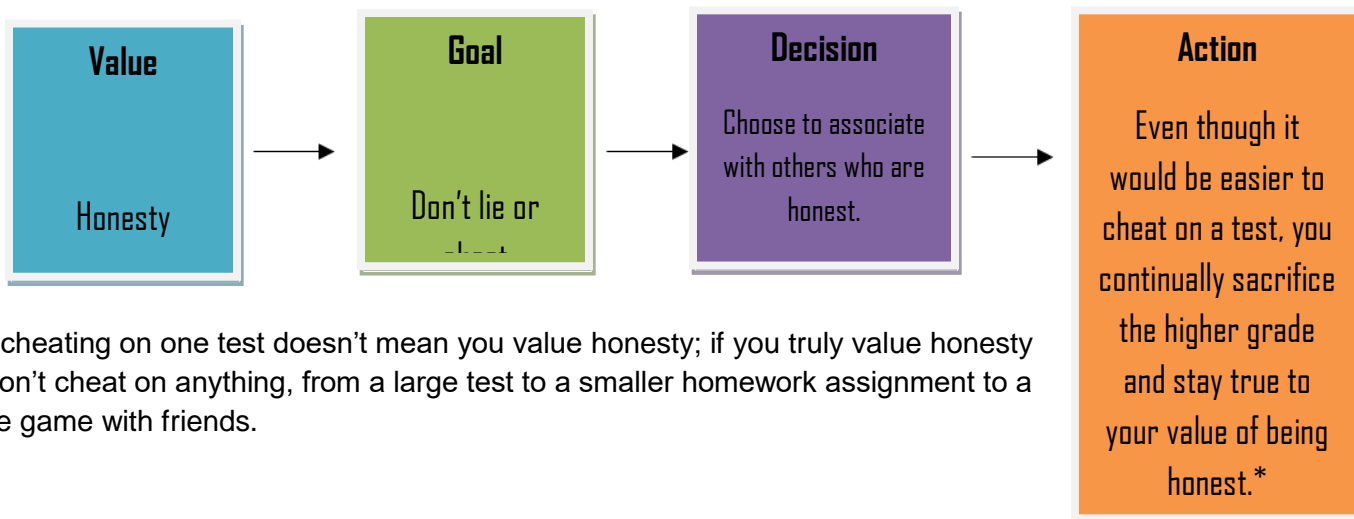 Value
Honesty
Goal
Don't lie or
Decision
Choose to associate
with others who are
honest.
Action
Even though it
would be easier to
cheat on a test, you
continually sacrifice
the higher grade
and stay true to
your value of being
honest.*
cheating on one test doesn't mean you value honesty; if you truly value honesty
on't cheat on anything, from a large test to a smaller homework assignment to a
e game with friends.